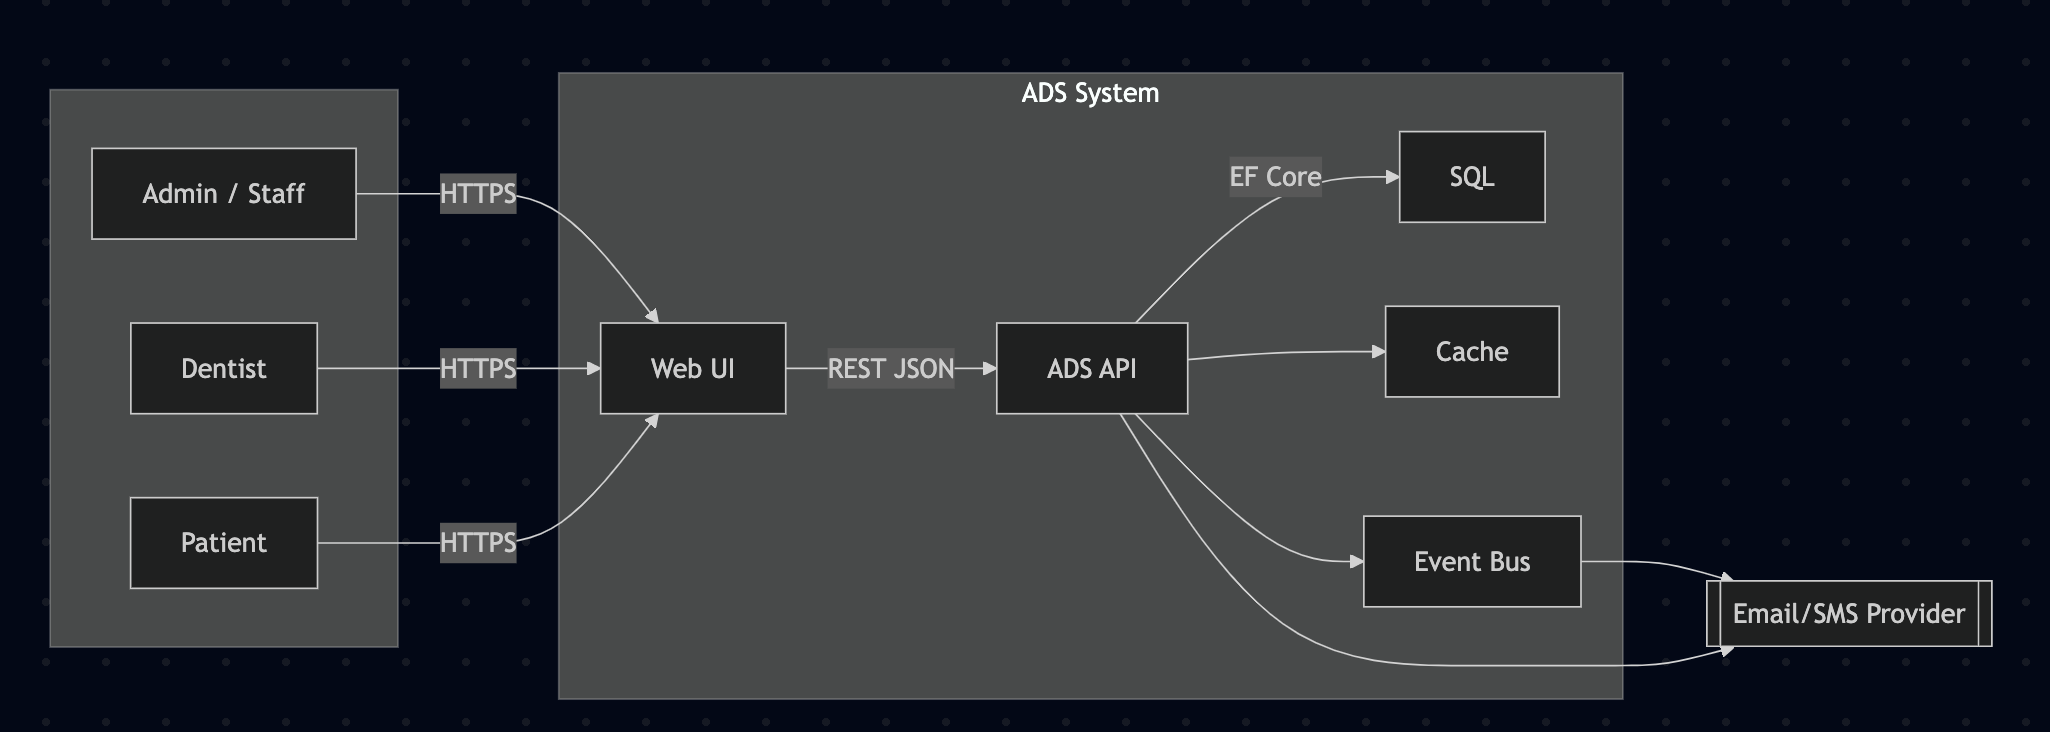 ADS System
Admin / Staff
HTTPS
EF Core
SQL
Dentist
HTTPS
Web UI
REST JSON
ADS API
Cache
Patient
HTTPS
Event Bus
Email/SMS Provider